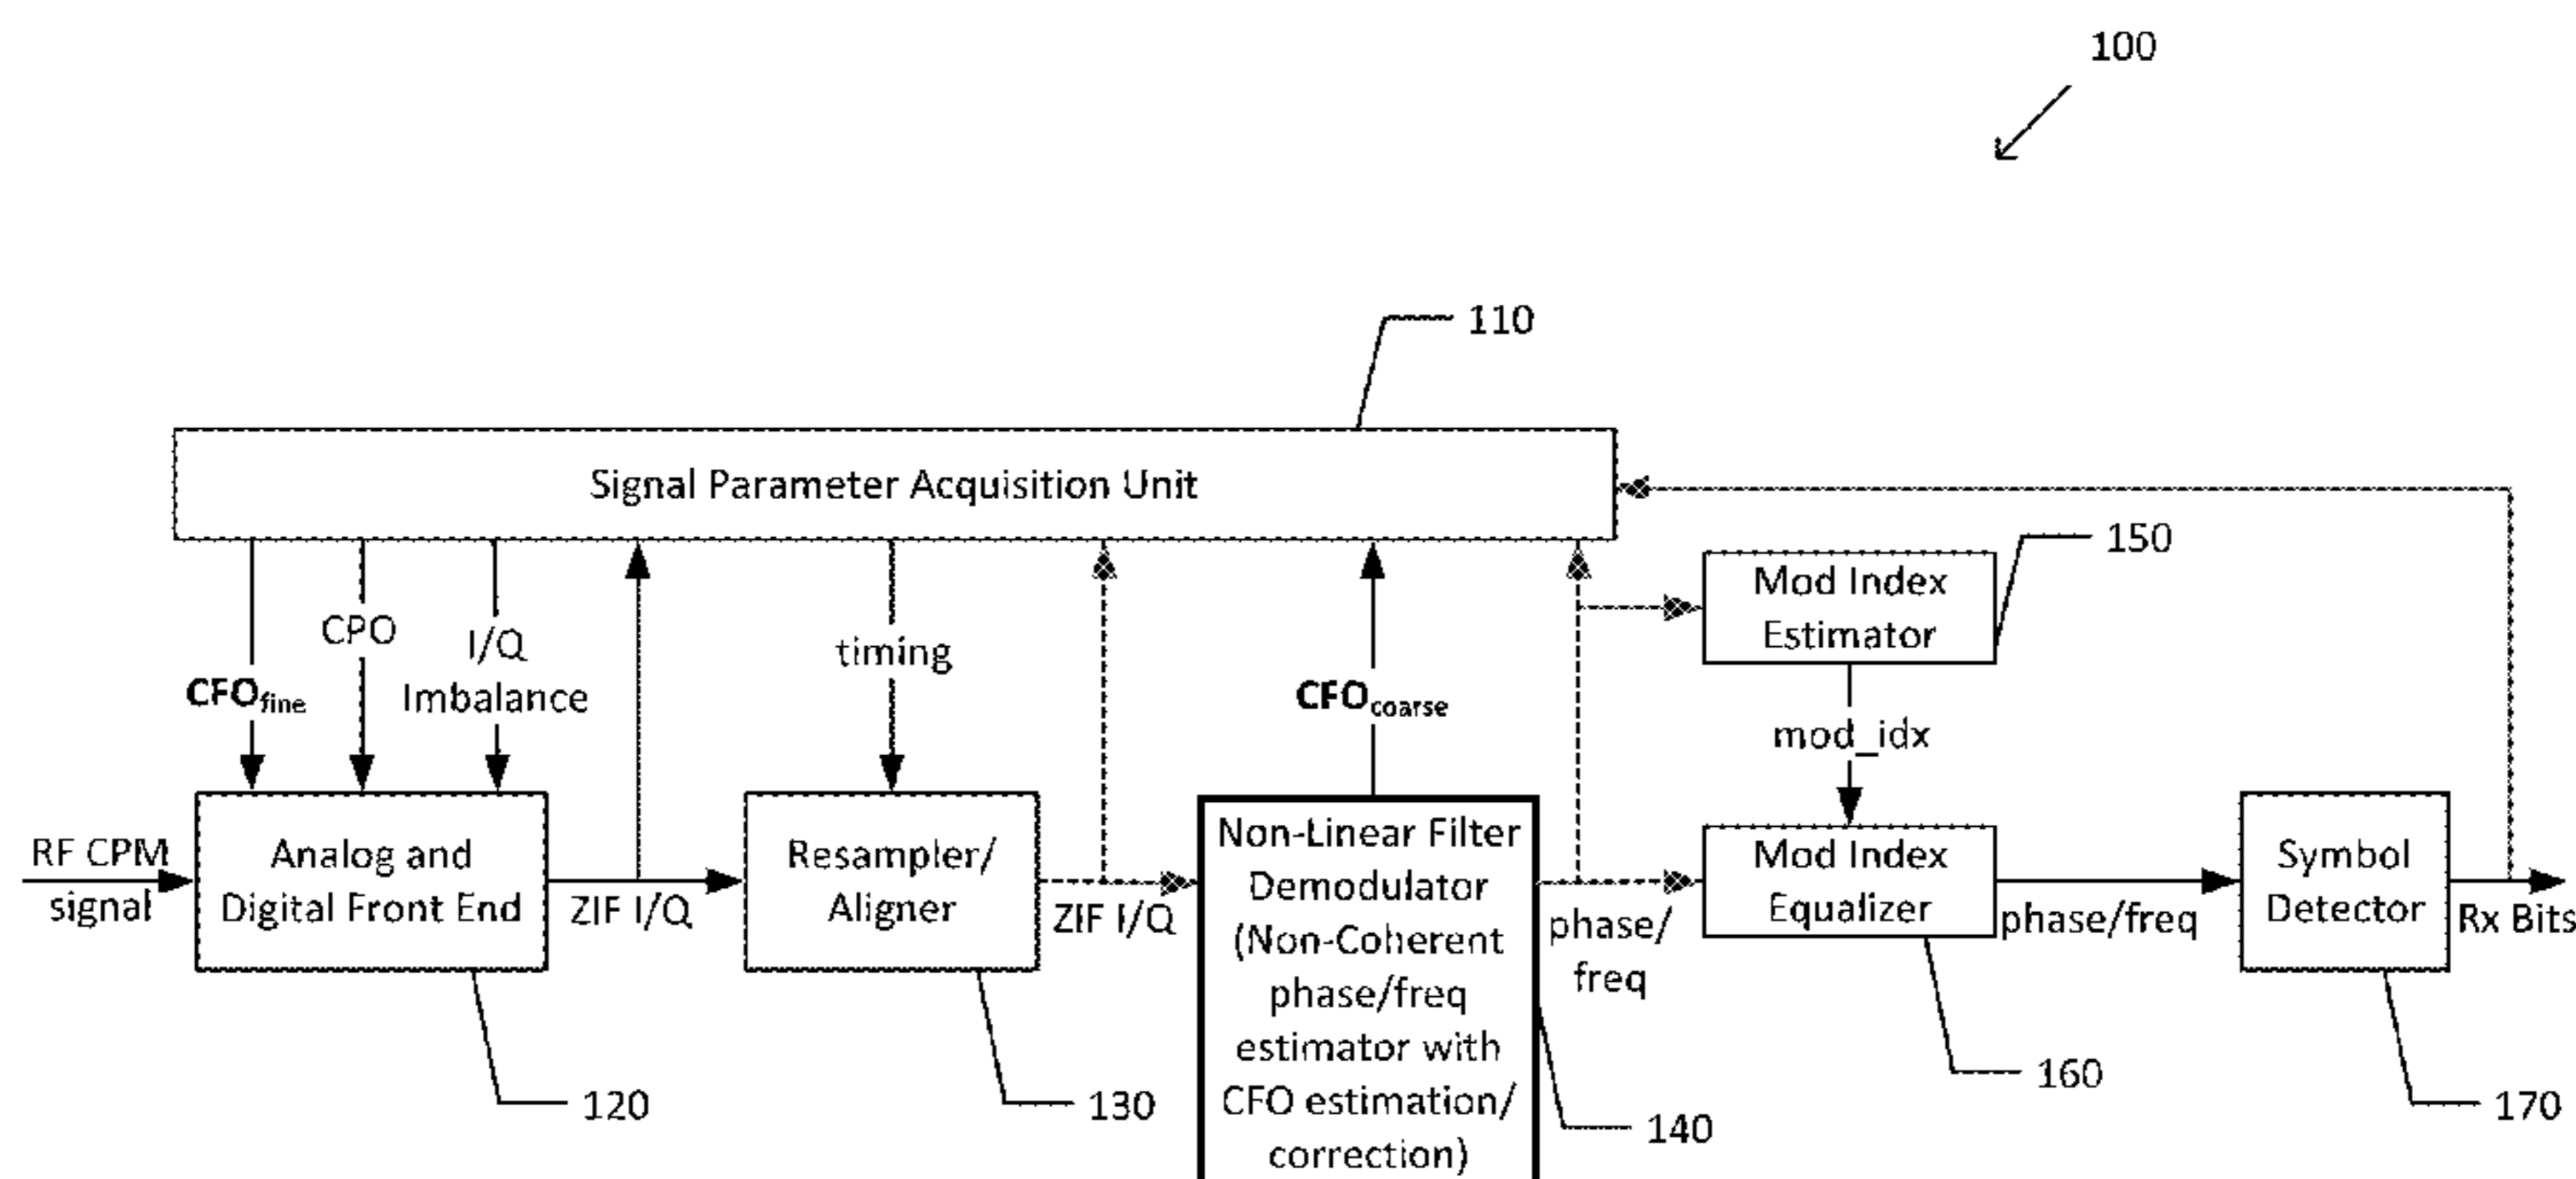 100
110
Signal Parameter Acquisition Unit
150
Mod Index
Estimator
CFOfine
CPO
I/Q
Imbalance
timing
CFOcoarse
mod_idx
RF CPM
signal
Analog and
Digital Front End
ZIF I/Q
Resampler/
Aligner
ZIF I/Q
Non-Linear Filter
Demodulator
(Non-Coherent
phase/freq
estimator with
CFO estimation/
correction)
phase/
freq
Mod Index
Equalizer
phase/freq
Symbol
Detector
Rx Bits
120
130
140
160
170